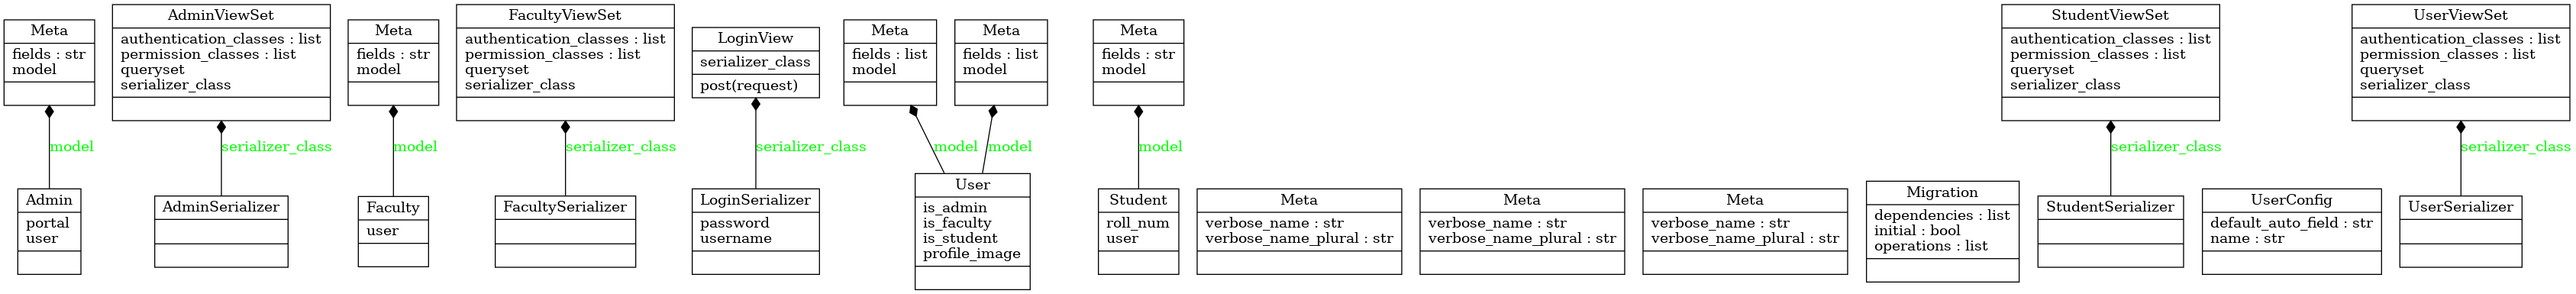 Meta
fields : str
model
AdminViewSet
authentication_classes : list
permission_classes : list
queryset
serializer_class
Meta
fields : str
model
FacultyViewSet
authentication_classes : list
permission_classes : list
queryset
serializer_class
LoginView
serializer_class
post(request)
Meta
fields : list
model
Meta
fields : list
model
Meta
fields : str
model
StudentViewSet
authentication_classes : list
permission_classes : list
queryset
serializer_class
UserViewSet
authentication_classes : list
permission_classes : list
queryset
serializer_class
model
serializer_class
model
serializer_class
serializer_class
model
model
model
serializer_class
serializer_class
Admin
portal
user
AdminSerializer
Faculty
user
FacultySerializer
LoginSerializer
password
username
User
is_admin
is_faculty
is_student
profile_image
Student
roll_num
user
Meta
verbose_name : str
verbose_name_plural : str
Meta
verbose_name : str
verbose_name_plural : str
Meta
verbose_name : str
verbose_name_plural : str
Migration
dependencies : list
initial : bool
operations : list
StudentSerializer
UserConfig
default_auto_field : str
name : str
UserSerializer